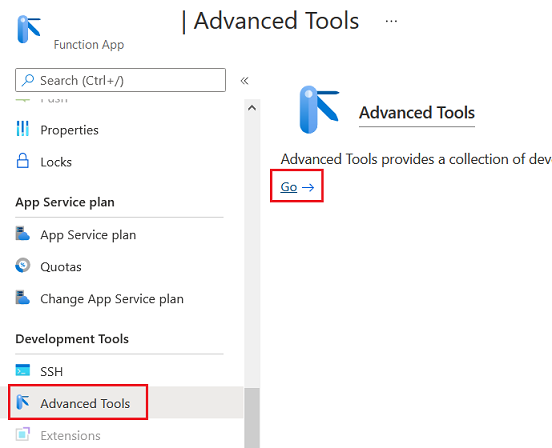 | Advanced Tools ...
Function App
Search (Ctrl+/)
«
Push
Properties
Locks
App Service plan
App Service plan
Quotas
Change App Service plan
Development Tools
SSH
Advanced Tools
Extensions
Advanced Tools
Advanced Tools provides a collection of dev
Go →